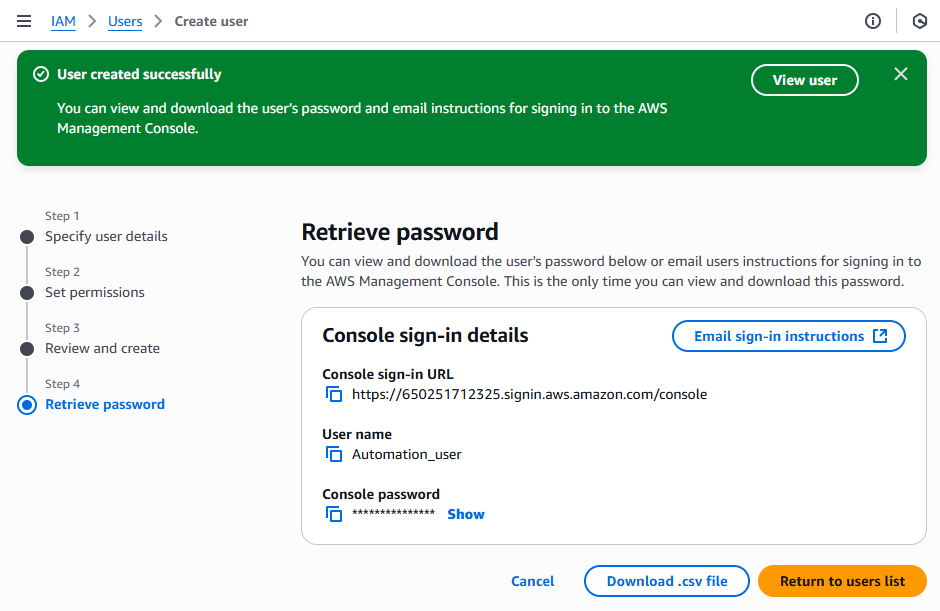 IAM > Users > Create user
User created successfully
View user
You can view and download the user's password and email instructions for signing in to the AWS
Management Console.
Step 1
Specify user details
Step 2
Set permissions
Step 3
Review and create
Step 4
Retrieve password
Retrieve password
You can view and download the user's password below or email users instructions for signing in to
the AWS Management Console. This is the only time you can view and download this password.
Console sign-in details
Email sign-in instructions
Console sign-in URL
https://650251712325.signin.aws.amazon.com/console
User name
Automation_user
Console password
*************** Show
Cancel
Download .csv file
Return to users list